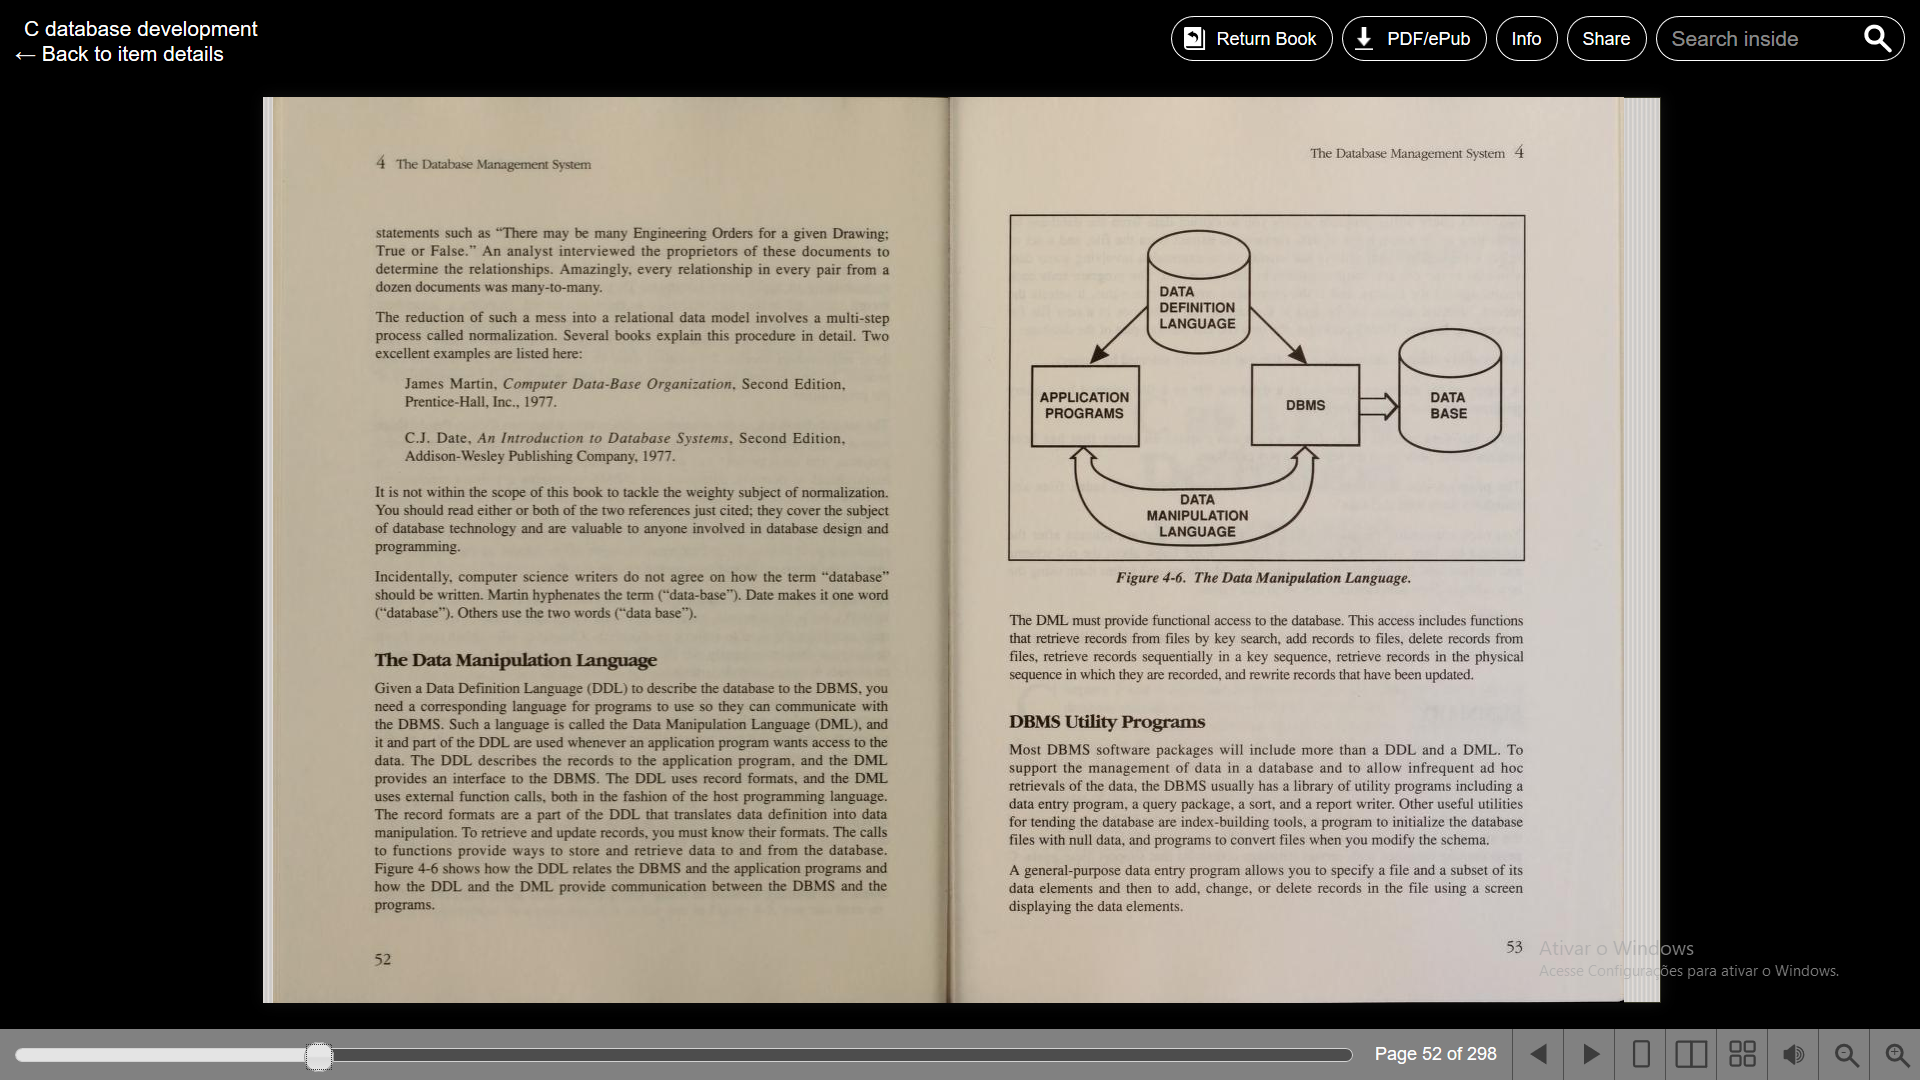 C database development
← Back to item details
Return Book
PDF/ePub
Info
Share
Search inside
4 The Database Management System
statements such as “There may be many Engineering Orders for a given Drawing;
True or False.” An analyst interviewed the proprietors of these documents to
determine the relationships. Amazingly, every relationship in every pair from a
dozen documents was many-to-many.
The reduction of such a mess into a relational data model involves a multi-step
process called normalization. Several books explain this procedure in detail. Two
excellent examples are listed here:
James Martin, Computer Data-Base Organization, Second Edition,
Prentice-Hall, Inc., 1977.
C.J. Date, An Introduction to Database Systems, Second Edition,
Addison-Wesley Publishing Company, 1977.
It is not within the scope of this book to tackle the weighty subject of normalization.
You should read either or both of the two references just cited; they cover the subject
of database technology and are valuable to anyone involved in database design and
programming.
Incidentally, computer science writers do not agree on how the term “database”
should be written. Martin hyphenates the term (“data-base”). Date makes it one word
(“database”). Others use the two words (“data base”).
The Data Manipulation Language
Given a Data Definition Language (DDL) to describe the database to the DBMS, you
need a corresponding language for programs to use so they can communicate with
the DBMS. Such a language is called the Data Manipulation Language (DML), and
it and part of the DDL are used whenever an application program wants access to the
data. The DDL describes the records to the application program, and the DML
provides an interface to the DBMS. The DDL uses record formats, and the DML
uses external function calls, both in the fashion of the host programming language.
The record formats are a part of the DDL that translates data definition into data
manipulation. To retrieve and update records, you must know their formats. The calls
to functions provide ways to store and retrieve data to and from the database.
Figure 4-6 shows how the DDL relates the DBMS and the application programs and
how the DDL and the DML provide communication between the DBMS and the
programs.
52
The Database Management System 4
DATA
DEFINITION
LANGUAGE
APPLICATION
PROGRAMS
DBMS
DATA
BASE
DATA
MANIPULATION
LANGUAGE
Figure 4-6. The Data Manipulation Language.
The DML must provide functional access to the database. This access includes functions
that retrieve records from files by key search, add records to files, delete records from
files, retrieve records sequentially in a key sequence, retrieve records in the physical
sequence in which they are recorded, and rewrite records that have been updated.
DBMS Utility Programs
Most DBMS software packages will include more than a DDL and a DML. To
support the management of data in a database and to allow infrequent ad hoc
retrievals of the data, the DBMS usually has a library of utility programs including a
data entry program, a query package, a sort, and a report writer. Other useful utilities
for tending the database are index-building tools, a program to initialize the database
files with null data, and programs to convert files when you modify the schema.
A general-purpose data entry program allows you to specify a file and a subset of its
data elements and then to add, change, or delete records in the file using a screen
displaying the data elements.
53
Ativar o Windows
Acesse Configurações para ativar o Windows.
Page 52 of 298